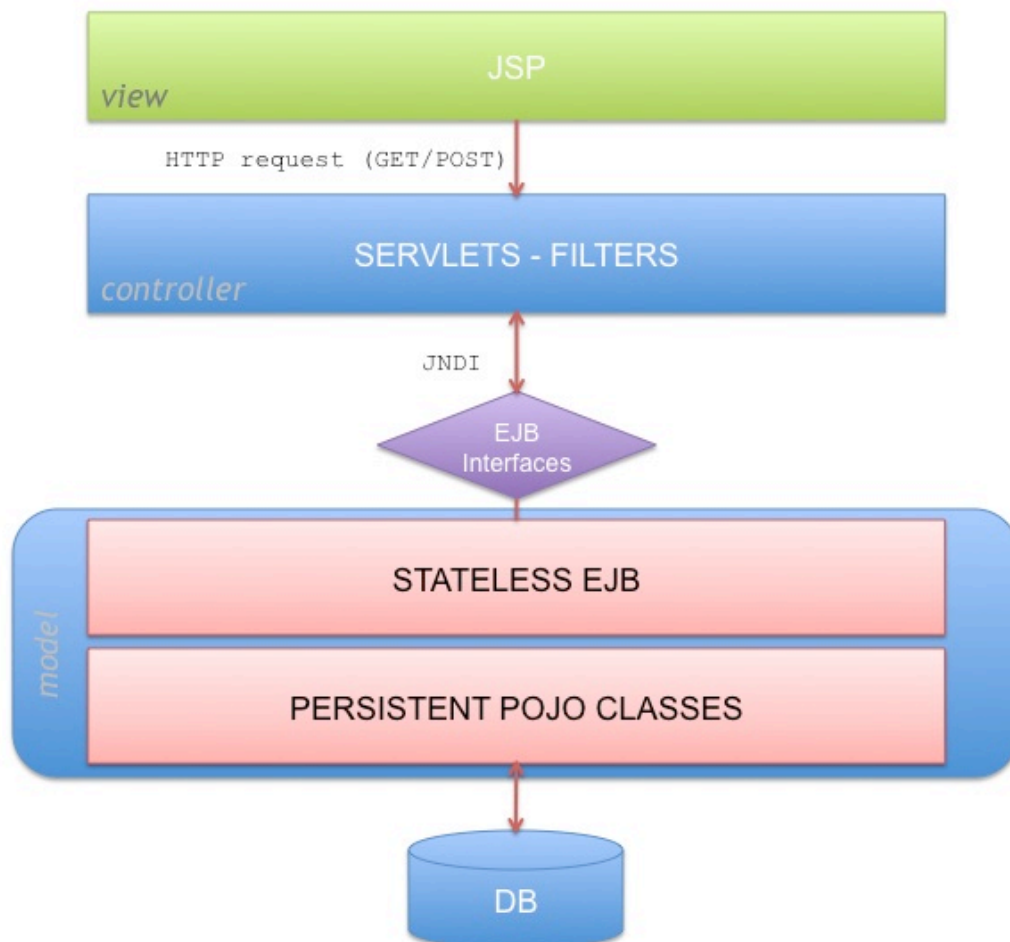 JSP
view
HTTP request (GET/POST)
SERVLETS - FILTERS
controller
JNDI
EJB
Interfaces
STATELESS EJB
model
PERSISTENT POJO CLASSES
DB